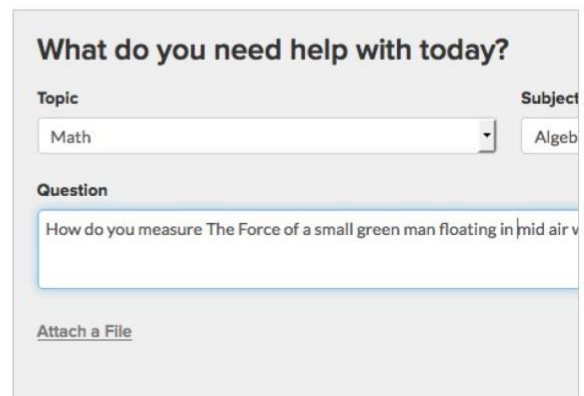 What do you need help with today?
Topic
Subject
Math
Algeb
Question
How do you measure The Force of a small green man floating in mid air
Attach a File